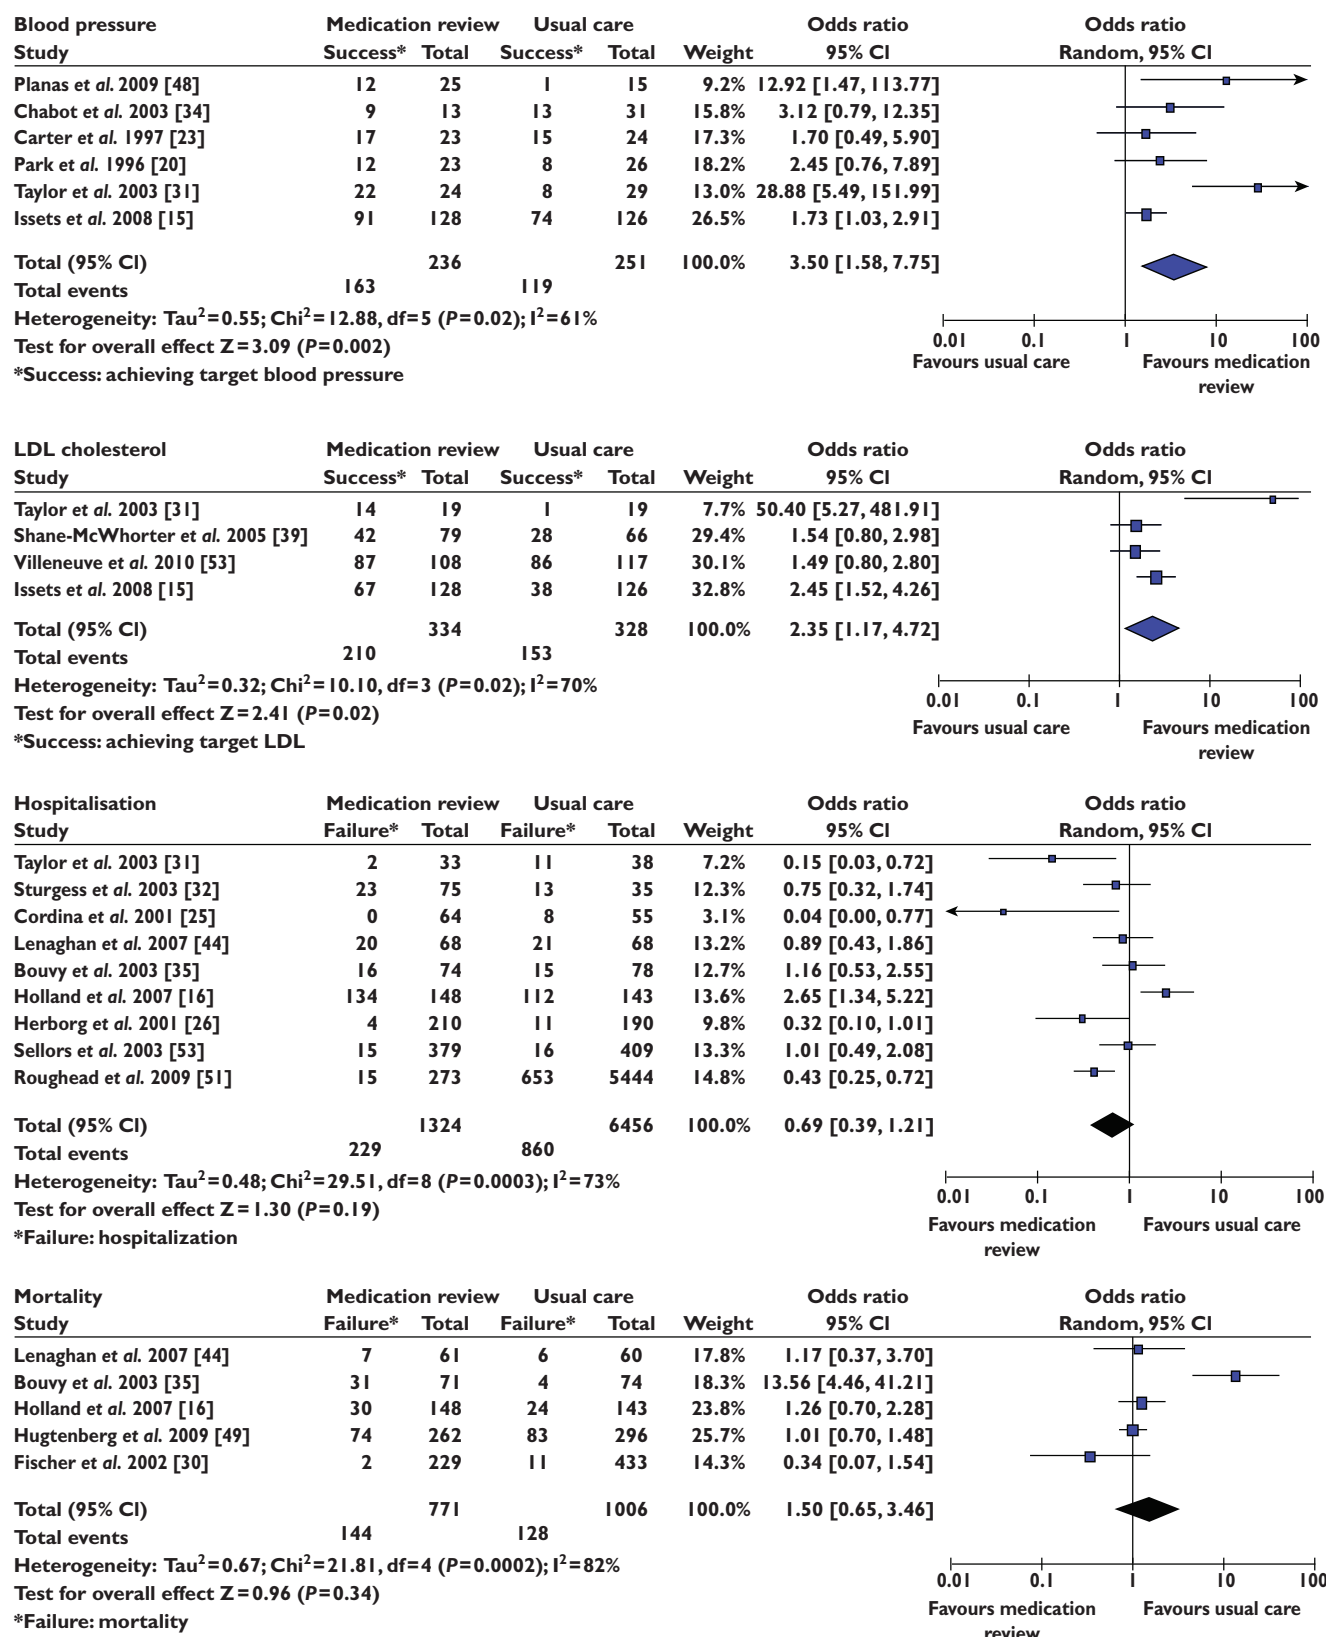 Blood pressure Medication review Usual care Odds ratio Odds ratio
Study Success* Total Success* Total Weight 95% CI Random, 95% CI
Planas et al. 2009 [48] 12 25 1 15 9.2% 12.92 [1.47, 113.77]
Chabot et al. 2003 [34] 9 13 13 31 15.8% 3.12 [0.79, 12.35]
Carter et al. 1997 [23] 17 23 15 24 17.3% 1.70 [0.49, 5.90]
Park et al. 1996 [20] 12 23 8 26 18.2% 2.45 [0.76, 7.89]
Taylor et al. 2003 [31] 22 24 8 29 13.0% 28.88 [5.49, 151.99]
Issets et al. 2008 [15] 91 128 74 126 26.5% 1.73 [1.03, 2.91]
Total (95% CI) 236 251 100.0% 3.50 [1.58, 7.75]
Total events 163 119
Heterogeneity: Tau²=0.55; Chi²=12.88, df=5 (P=0.02); I²=61%
Test for overall effect Z=3.09 (P=0.002)
*Success: achieving target blood pressure
0.01 0.1 1 10 100
Favours usual care Favours medication
review
LDL cholesterol Medication review Usual care Odds ratio Odds ratio
Study Success* Total Success* Total Weight 95% CI Random, 95% CI
Taylor et al. 2003 [31] 14 19 1 19 7.7% 50.40 [5.27, 481.91]
Shane-McWhorter et al. 2005 [39] 42 79 28 66 29.4% 1.54 [0.80, 2.98]
Villeneuve et al. 2010 [53] 87 108 86 117 30.1% 1.49 [0.80, 2.80]
Issets et al. 2008 [15] 67 128 38 126 32.8% 2.45 [1.52, 4.26]
Total (95% CI) 334 328 100.0% 2.35 [1.17, 4.72]
Total events 210 153
Heterogeneity: Tau²=0.32; Chi²=10.10, df=3 (P=0.02); I²=70%
Test for overall effect Z=2.41 (P=0.02)
*Success: achieving target LDL
0.01 0.1 1 10 100
Favours usual care Favours medication
review
Hospitalisation Medication review Usual care Odds ratio Odds ratio
Study Failure* Total Failure* Total Weight 95% CI Random, 95% CI
Taylor et al. 2003 [31] 2 33 11 38 7.2% 0.15 [0.03, 0.72]
Sturgess et al. 2003 [32] 23 75 13 35 12.3% 0.75 [0.32, 1.74]
Cordina et al. 2001 [25] 0 64 8 55 3.1% 0.04 [0.00, 0.77]
Lenaghan et al. 2007 [44] 20 68 21 68 13.2% 0.89 [0.43, 1.86]
Bouvy et al. 2003 [35] 16 74 15 78 12.7% 1.16 [0.53, 2.55]
Holland et al. 2007 [16] 134 148 112 143 13.6% 2.65 [1.34, 5.22]
Herborg et al. 2001 [26] 4 210 11 190 9.8% 0.32 [0.10, 1.01]
Sellors et al. 2003 [53] 15 379 16 409 13.3% 1.01 [0.49, 2.08]
Roughead et al. 2009 [51] 15 273 653 5444 14.8% 0.43 [0.25, 0.72]
Total (95% CI) 1324 6456 100.0% 0.69 [0.39, 1.21]
Total events 229 860
Heterogeneity: Tau²=0.48; Chi²=29.51, df=8 (P=0.0003); I²=73%
Test for overall effect Z=1.30 (P=0.19)
*Failure: hospitalization
0.01 0.1 1 10 100
Favours medication Favours usual care
review
Mortality Medication review Usual care Odds ratio Odds ratio
Study Failure* Total Failure* Total Weight 95% CI Random, 95% CI
Lenaghan et al. 2007 [44] 7 61 6 60 17.8% 1.17 [0.37, 3.70]
Bouvy et al. 2003 [35] 31 71 4 74 18.3% 13.56 [4.46, 41.21]
Holland et al. 2007 [16] 30 148 24 143 23.8% 1.26 [0.70, 2.28]
Hugtenberg et al. 2009 [49] 74 262 83 296 25.7% 1.01 [0.70, 1.48]
Fischer et al. 2002 [30] 2 229 11 433 14.3% 0.34 [0.07, 1.54]
Total (95% CI) 771 1006 100.0% 1.50 [0.65, 3.46]
Total events 144 128
Heterogeneity: Tau²=0.67; Chi²=21.81, df=4 (P=0.0002); I²=82%
Test for overall effect Z=0.96 (P=0.34)
*Failure: mortality
0.01 0.1 1 10 100
Favours medication Favours usual care
review